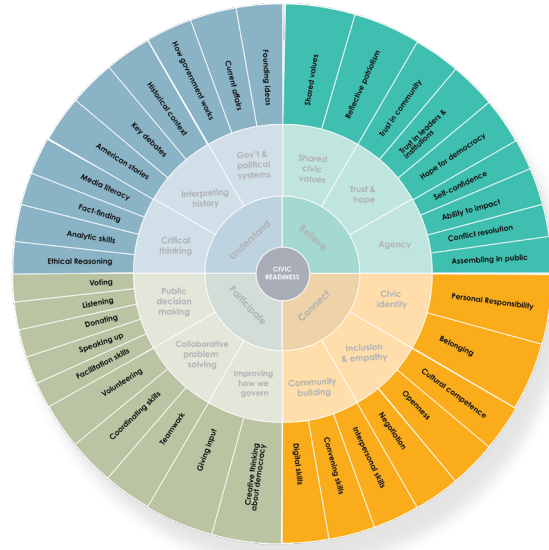 CIVIC
READINESS
Understand
Believe
Connect
Participate
Gov't &
political
systems
Interpreting
history
Critical
thinking
Shared
civic
values
Trust &
hope
Agency
Civic
identity
Inclusion
& empathy
Community
building
Improving
how we
govern
Collaborative
problem
solving
Public
decision
making
Founding ideas
Current affairs
How government works
Historical context
Key debates
American stories
Media literacy
Fact-finding
Analytic skills
Ethical Reasoning
Shared values
Reflective patriotism
Trust in community
Trust in leaders &
institutions
Hope for democracy
Self-confidence
Ability to impact
Conflict resolution
Assembling in public
Personal Responsibility
Belonging
Cultural competence
Openness
Negotiation
Interpersonal skills
Convening skills
Digital skills
Creative thinking
about democracy
Giving input
Teamwork
Coordinating skills
Volunteering
Facilitation skills
Speaking up
Donating
Listening
Voting